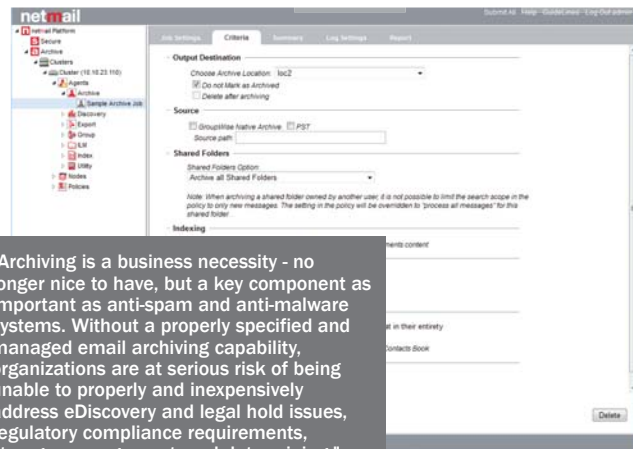 netmail
Submit All Help GuideLines Log Out admin
netmail Platform
Secure
Archive
Clusters
Cluster (10.10.23.110)
Agents
Archive
Sample Archive Job
Discovery
Export
Group
ILM
Index
Utility
Nodes
Policies
Job Settings Criteria Summary Log Settings Report
Output Destination
Choose Archive Location loc2
Do not Mark as Archived
Delete after archiving
Source
GroupWise Native Archive PST
Source path
Shared Folders
Shared Folders Option
Archive all Shared Folders
Note: When archiving a shared folder owned by another user, it is not possible to limit the search scope in the
policy to only new messages. The setting in the policy will be overridden to "process all messages" for this
shared folder
Indexing
content
in their entirety
Contacts Book
Delete
Archiving is a business necessity - no
longer nice to have, but a key component as
important as anti-spam and anti-malware
systems. Without a properly specified and
managed email archiving capability,
organizations are at serious risk of being
unable to properly and inexpensively
address eDiscovery and legal hold issues,
regulatory compliance requirements,